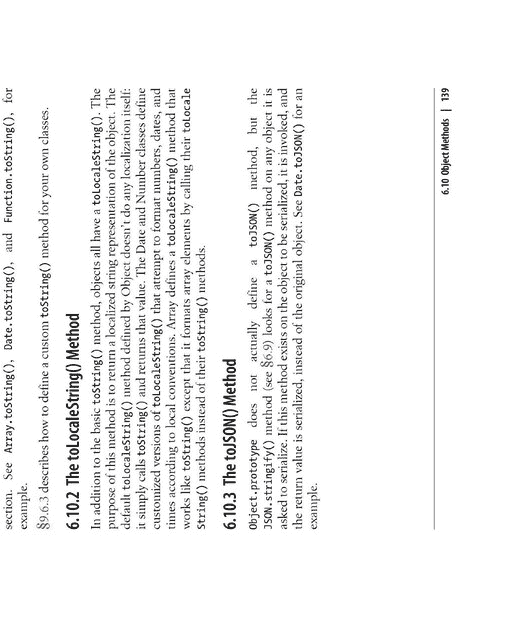 section. See Array.toString(), Date.toString(), and Function.toString(), for
example.
§9.6.3 describes how to define a custom toString() method for your own classes.
6.10.2 The toLocaleString() Method
In addition to the basic toString() method, objects all have a toLocaleString(). The
purpose of this method is to return a localized string representation of the object. The
default toLocaleString() method defined by Object doesn't do any localization itself:
it simply calls toString() and returns that value. The Date and Number classes define
customized versions of toLocaleString() that attempt to format numbers, dates, and
times according to local conventions. Array defines a toLocaleString() method that
works like toString() except that it formats array elements by calling their toLocale
String() methods instead of their toString() methods.
6.10.3 The toJSON() Method
Object.prototype does not actually define a toJSON() method, but the
JSON.stringify() method (see §6.9) looks for a toJSON() method on any object it is
asked to serialize. If this method exists on the object to be serialized, it is invoked, and
the return value is serialized, instead of the original object. See Date.toJSON() for an
example.
6.10 Object Methods | 139